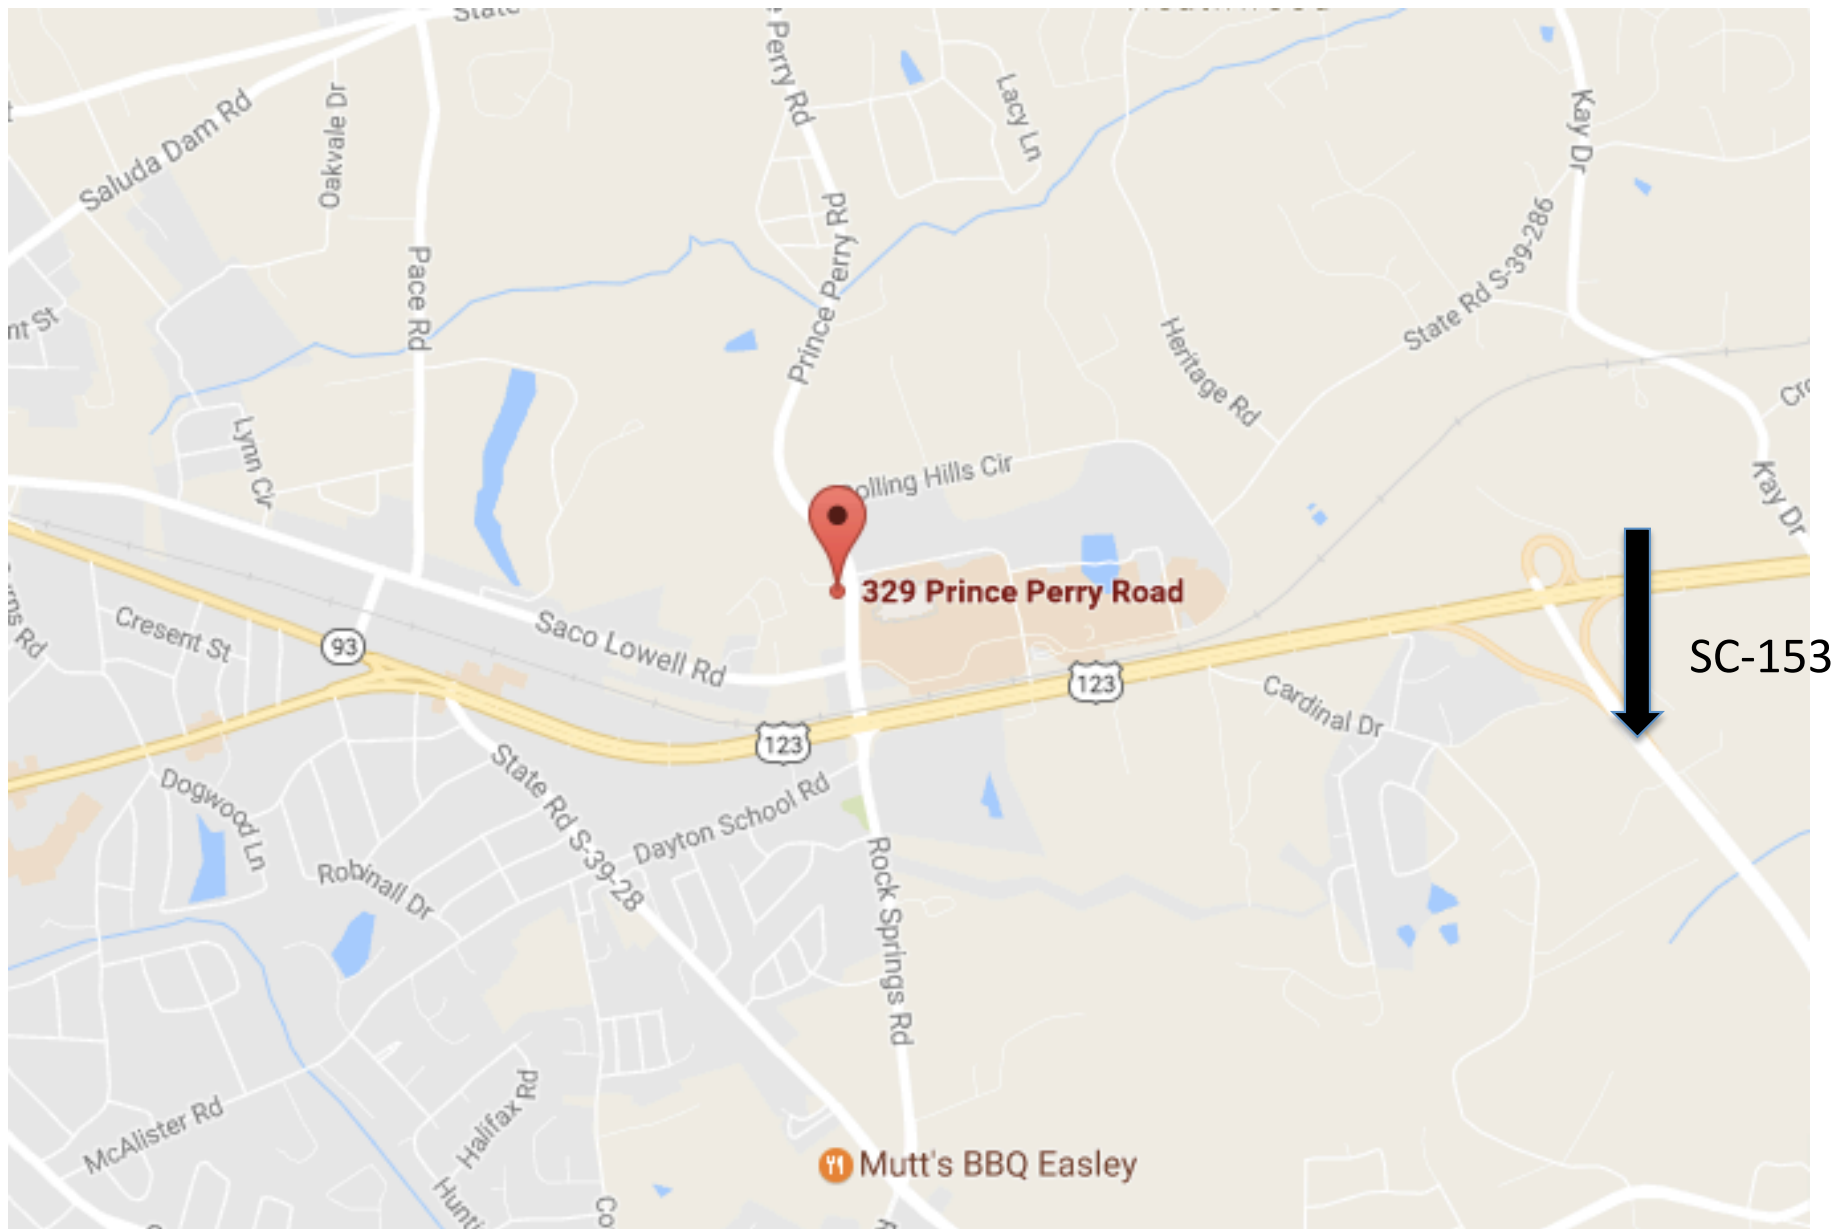 State
Perry Rd
Lacy Ln
Kay Dr
Oakvale Dr
Saluda Dam Rd
Prince Perry Rd
State Rd S-39-286
Pace Rd
Heritage Rd
Lynn Cir
Rolling Hills Cir
Kay Dr
329 Prince Perry Road
Cresent St
93
Saco Lowell Rd
SC-153
123
Cardinal Dr
123
Dogwood Ln
State Rd S-39-28
Dayton School Rd
Robinall Dr
Rock Springs Rd
Halifax Rd
McAlister Rd
Mutt's BBQ Easley